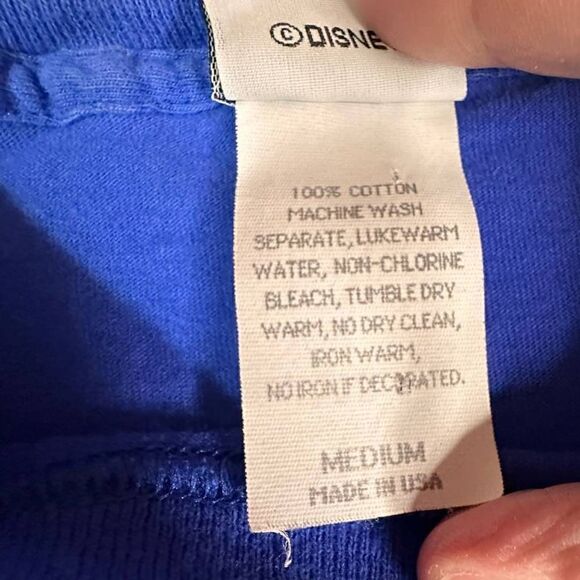 ©DISNEY
100% COTTON
MACHINE WASH
SEPARATE, LUKEWARM
WATER, NON-CHLORINE
BLEACH, TUMBLE DRY
WARM, NO DRY CLEAN,
IRON WARM,
NO IRON IF DECORATED.
MEDIUM
MADE IN USA